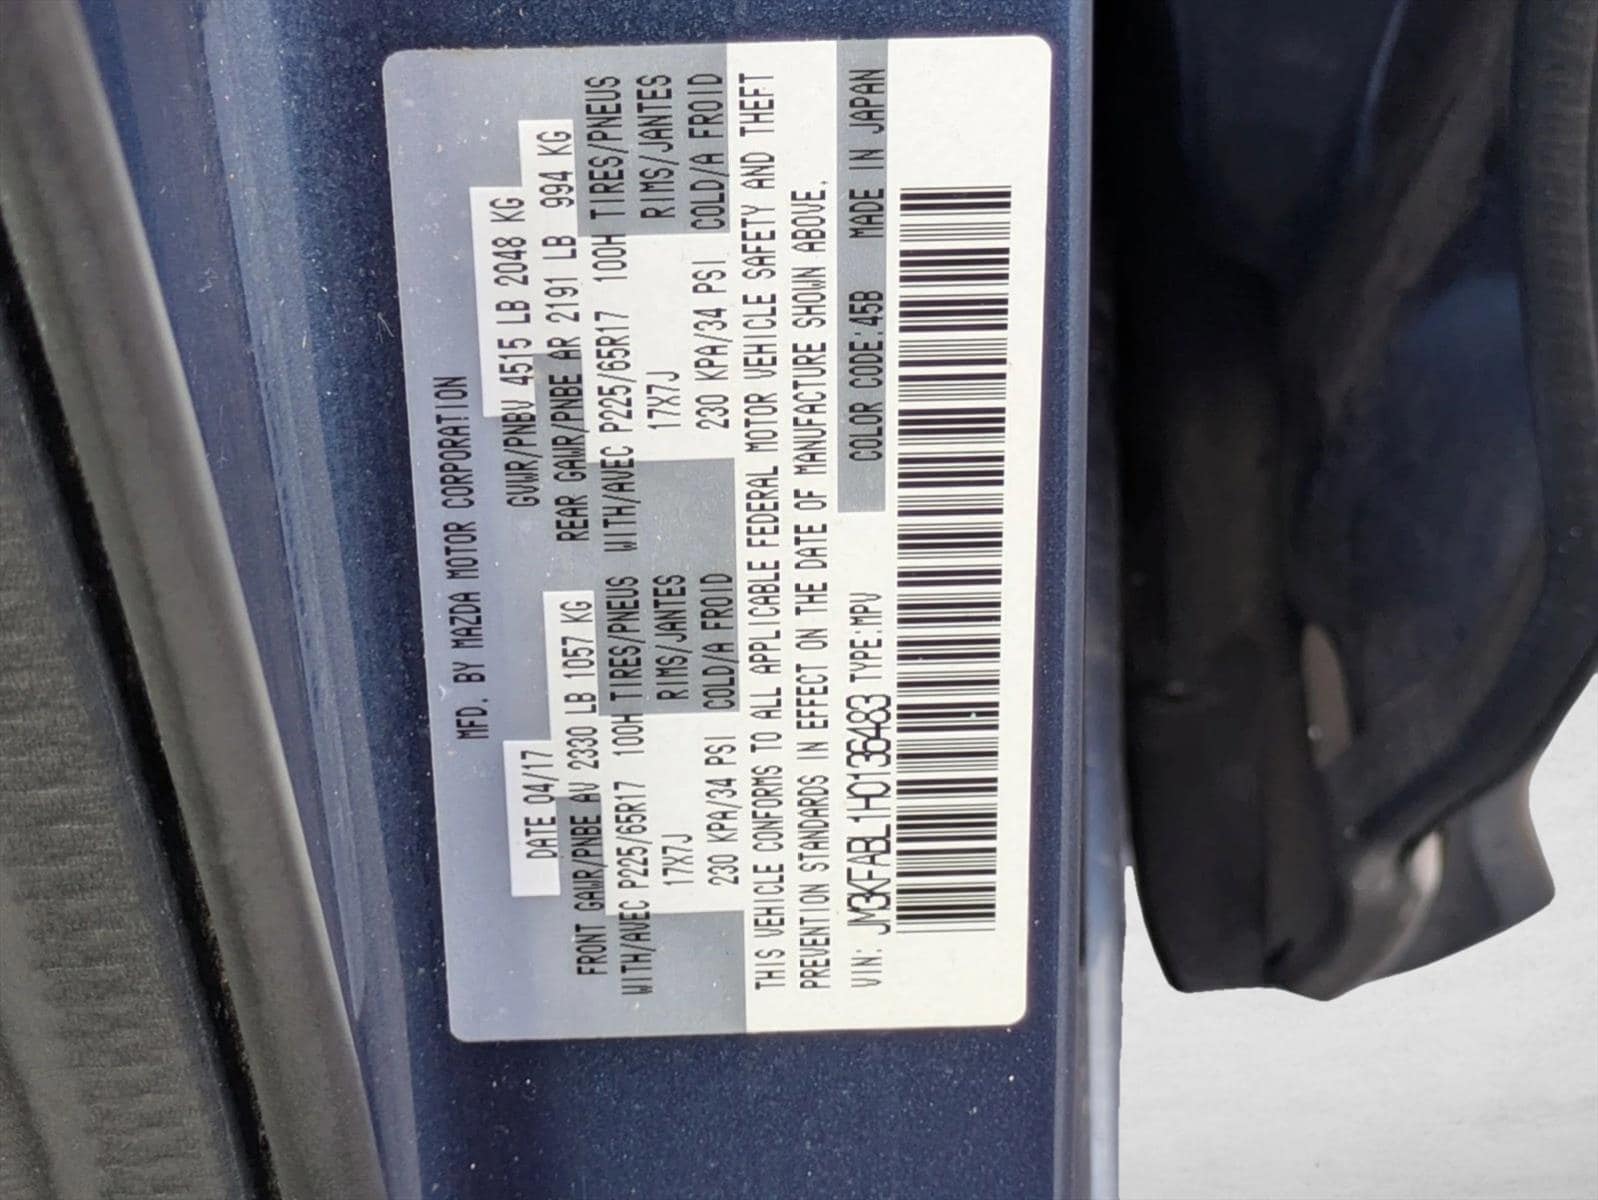 MFD. BY MAZDA MOTOR CORPORATION
DATE 04/17 GVWR/PNBV 4515 LB 2048 KG
FRONT GAWR/PNBE AV 2330 LB 1057 KG REAR GAWR/PNBE AR 2191 LB 994 KG
WITH/AVEC P225/65R17 100H TIRES/PNEUS WITH/AVEC P225/65R17 100H TIRES/PNEUS
17X7J RIMS/JANTES 17X7J RIMS/JANTES
230 KPA/34 PSI COLD/A FROID 230 KPA/34 PSI COLD/A FROID
THIS VEHICLE CONFORMS TO ALL APPLICABLE FEDERAL MOTOR VEHICLE SAFETY AND THEFT
PREVENTION STANDARDS IN EFFECT ON THE DATE OF MANUFACTURE SHOWN ABOVE.
VIN: JM3KFABL1H0136483 TYPE:MPV COLOR CODE:45B MADE IN JAPAN